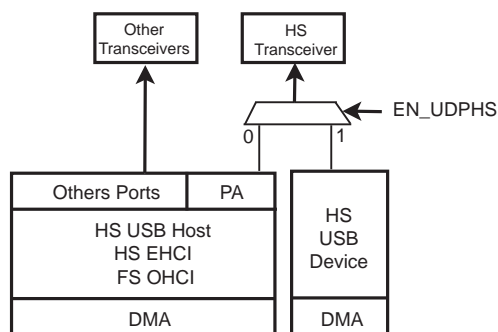 Other
Transceivers
HS
Transceiver
EN_UDPHS
0
1
Others Ports
PA
HS USB Host
HS EHCI
FS OHCI
DMA
HS
USB
Device
DMA